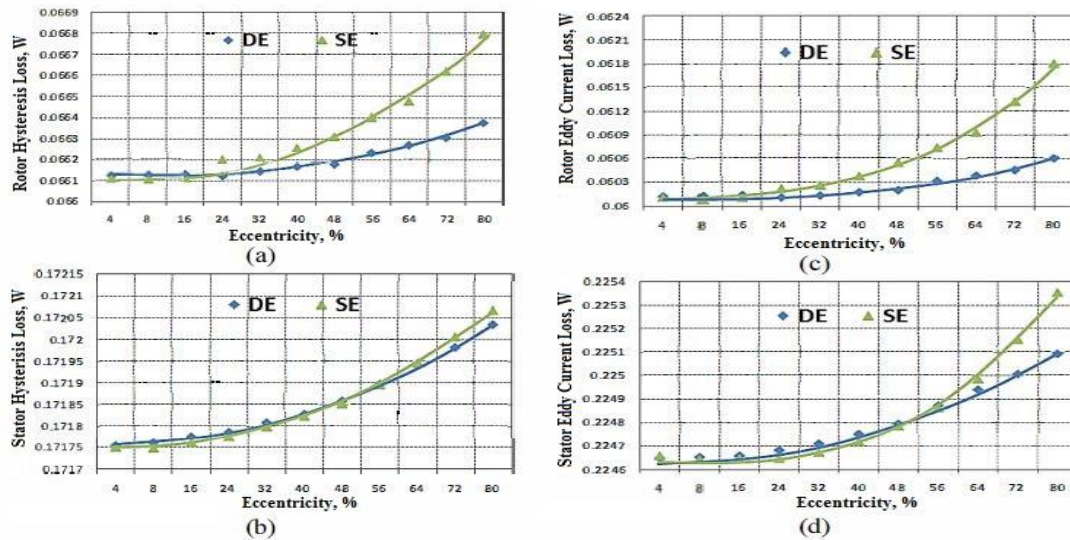 0.0669
0.0668
0.0666
0.0665
0.0665
0.0664
0.0663
0.0662
0.0661
0.066
Rotor Hysteresis Loss, W
DE
SE
4 8 16 24 32 40 48 56 64 72 80
Eccentricity, %
(a)
0.0624
0.0621
0.0618
0.0615
0.0612
0.0609
0.0606
0.0603
0.06
Rotor Eddy Current Loss, W
DE
SE
4 8 16 24 32 40 48 56 64 72 80
Eccentricity, %
(c)
0.17215
0.1721
0.17205
0.172
0.17195
0.1719
0.17185
0.1718
0.17175
0.1717
Stator Hysterisis Loss, W
DE
SE
4 8 16 24 32 40 48 56 64 72 80
Eccentricity, %
(b)
0.2254
0.2253
0.2252
0.2251
0.225
0.2249
0.2248
0.2247
0.2246
Stator Eddy Current Loss, W
DE
SE
4 8 16 24 32 40 48 56 64 72 80
Eccentricity, %
(d)